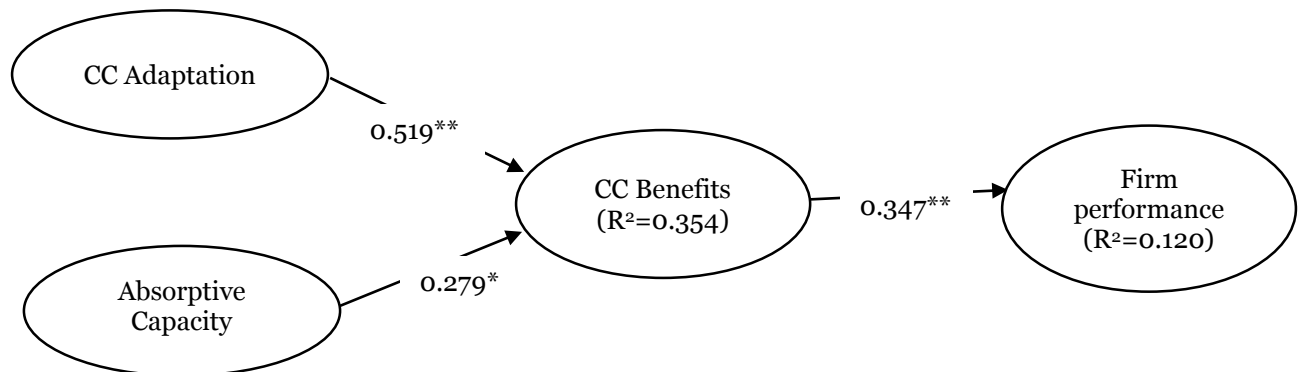 CC Adaptation
0.519**
CC Benefits
(R²=0.354)
0.347**
Firm
performance
(R²=0.120)
Absorptive
Capacity
0.279*